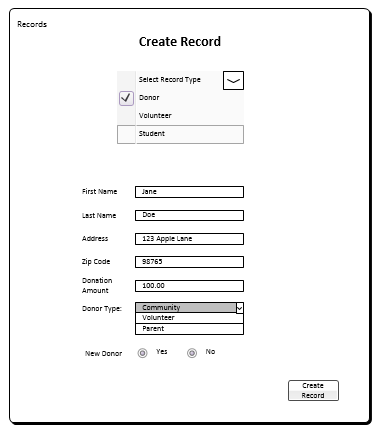 Records
Create Record
Select Record Type
Donor
Volunteer
Student
First Name Jane
Last Name Doe
Address 123 Apple Lane
Zip Code 98765
Donation
Amount 100.00
Donor Type: Community
Volunteer
Parent
New Donor Yes No
Create
Record